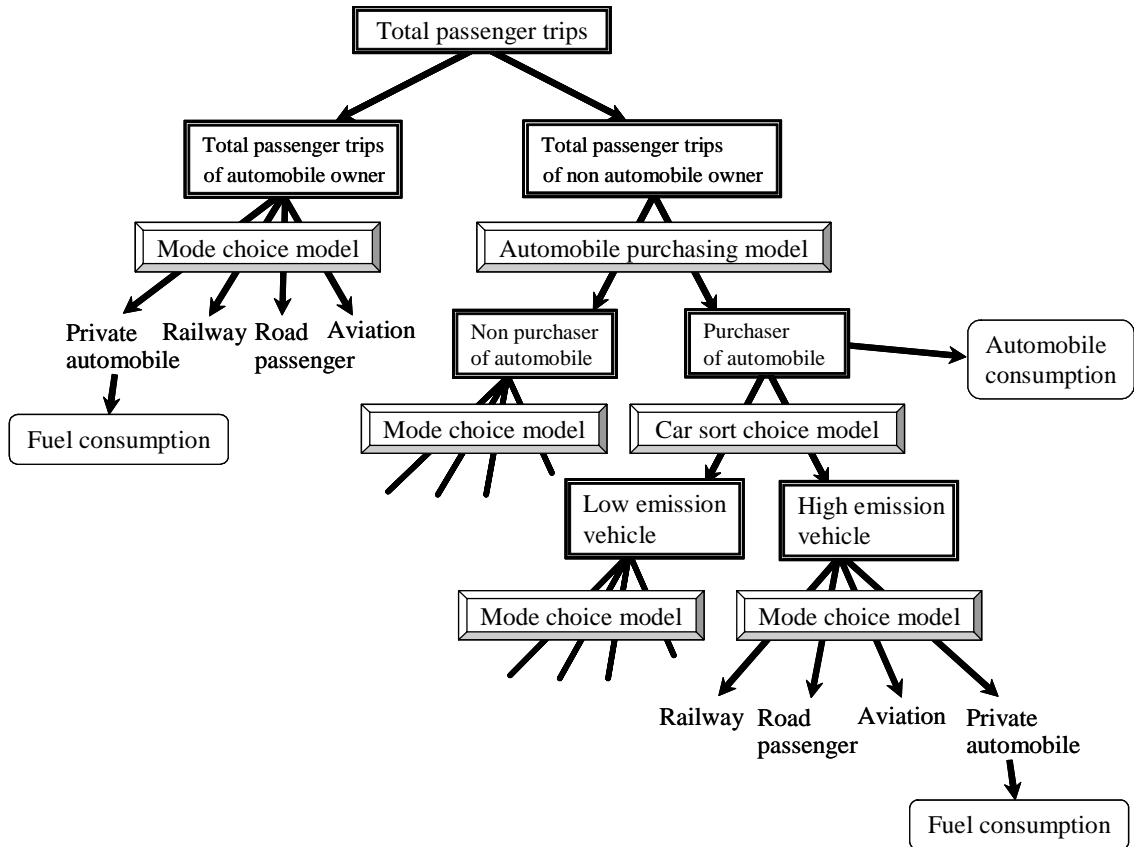 Total passenger trips
Total passenger trips
of automobile owner
Total passenger trips
of non automobile owner
Mode choice model
Automobile purchasing model
Private
automobile
Railway
Road
passenger
Aviation
Non purchaser
of automobile
Purchaser
of automobile
Automobile
consumption
Fuel consumption
Mode choice model
Car sort choice model
Low emission
vehicle
High emission
vehicle
Mode choice model
Mode choice model
Railway
Road
passenger
Aviation
Private
automobile
Fuel consumption